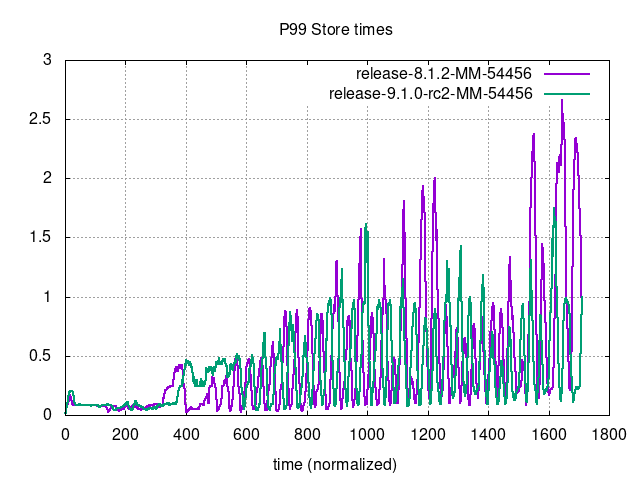 P99 Store times
release-8.1.2-MM-54456
release-9.1.0-rc2-MM-54456
3
2.5
2
1.5
1
0.5
0
0 200 400 600 800 1000 1200 1400 1600 1800
time (normalized)